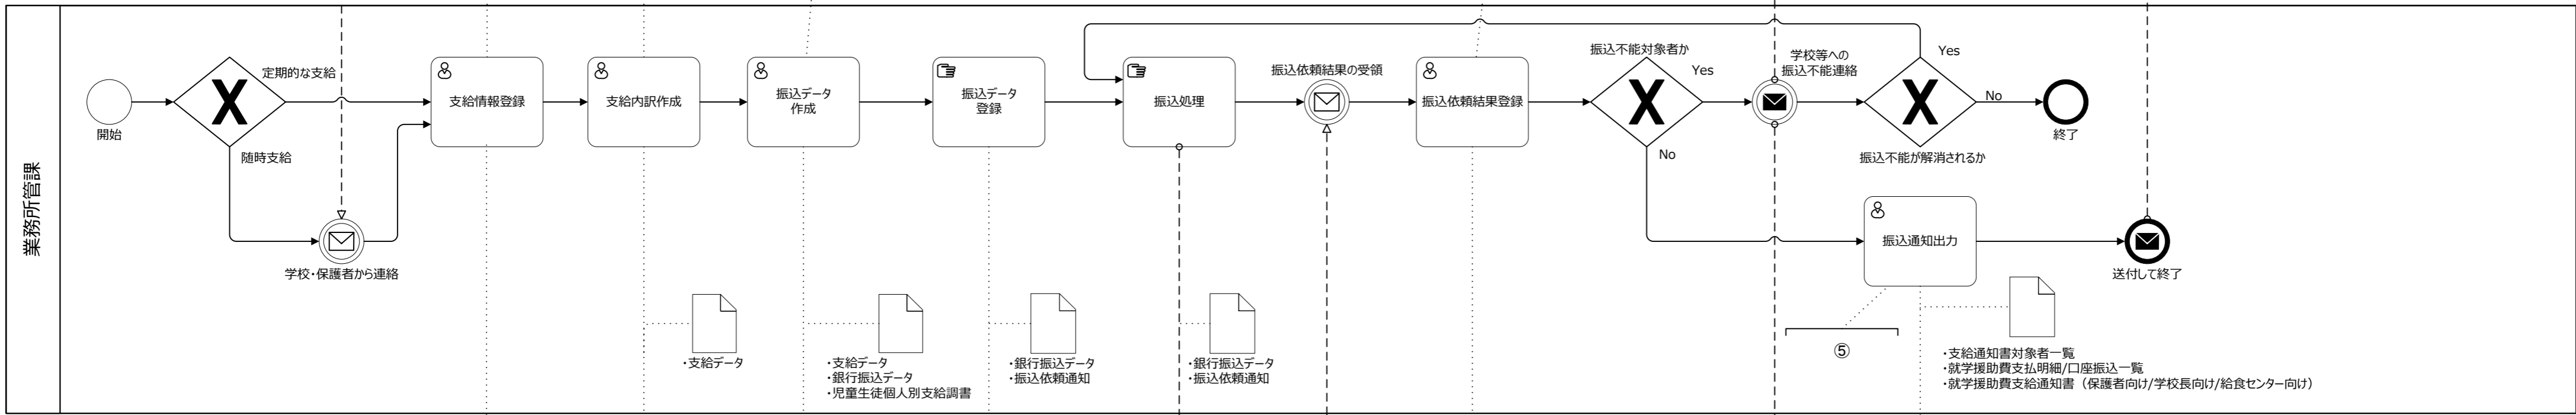 業務所管課
開始
定期的な支給
随時支給
学校・保護者から連絡
支給情報登録
支給内訳作成
振込データ
作成
振込データ
登録
振込処理
振込依頼結果の受領
振込依頼結果登録
振込不能対象者か
Yes
No
学校等への
振込不能連絡
Yes
No
振込不能が解消されるか
終了
振込通知出力
送付して終了
・支給データ
・支給データ
・銀行振込データ
・児童生徒個人別支給調書
・銀行振込データ
・振込依頼通知
・銀行振込データ
・振込依頼通知
⑤
・支給通知書対象者一覧
・就学援助費支払明細/口座振込一覧
・就学援助費支給通知書（保護者向け/学校長向け/給食センター向け）